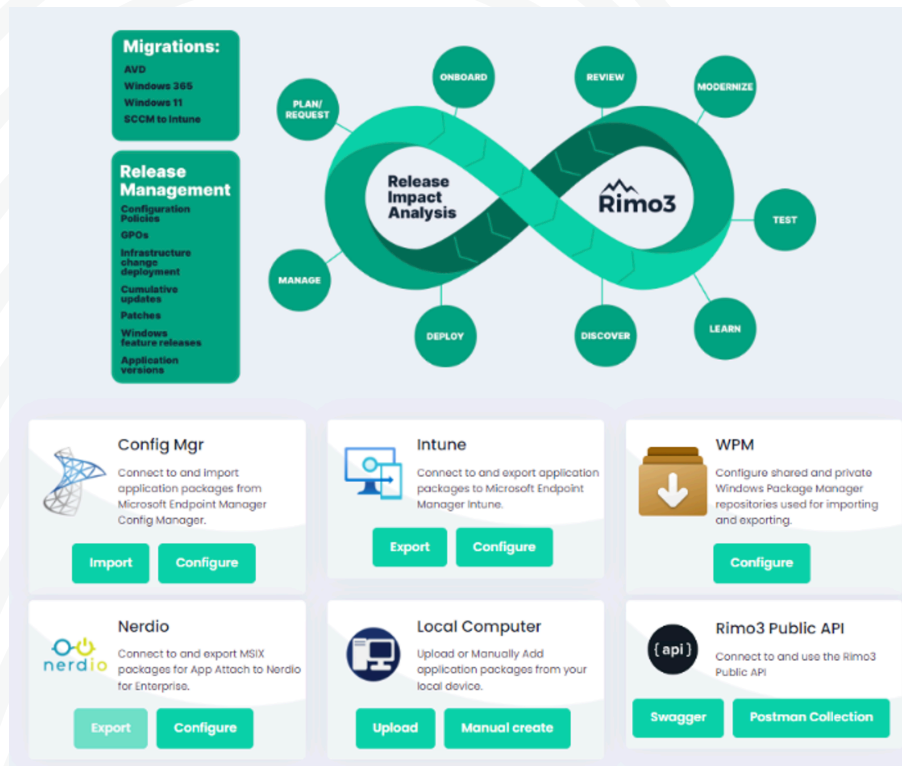 Migrations:
AVD
Windows 365
Windows 11
SCCM to Intune
Release
Management
Configuration
Policies
GPOs
Infrastructure
change
deployment
Cumulative
updates
Patches
Windows
feature releases
Application
versions
PLAN/
REQUEST
ONBOARD
REVIEW
MODERNIZE
Release
Impact
Analysis
Rimo3
TEST
MANAGE
DEPLOY
DISCOVER
LEARN
Config Mgr
Connect to and import
application packages from
Microsoft Endpoint Manager
Config Manager.
Import
Configure
Intune
Connect to and export application
packages to Microsoft Endpoint
Manager Intune.
Export
Configure
WPM
Configure shared and private
Windows Package Manager
repositories used for importing
and exporting.
Configure
nerdio
Nerdio
Connect to and export MSIX
packages for App Attach to Nerdio
for Enterprise.
Export
Configure
Local Computer
Upload or Manually Add
application packages from your
local device.
Upload
Manual create
{api}
Rimo3 Public API
Connect to and use the Rimo3
Public API
Swagger
Postman Collection